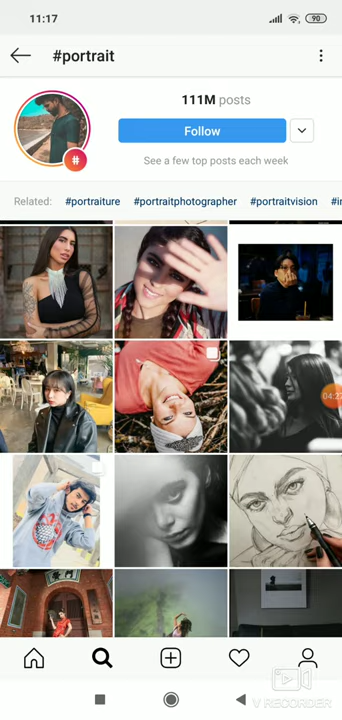 11:17
90
#portrait
111M posts
Follow
#
See a few top posts each week
Related: #portraiture #portraitphotographer #portraitvision #in
04:27
V RECORDER